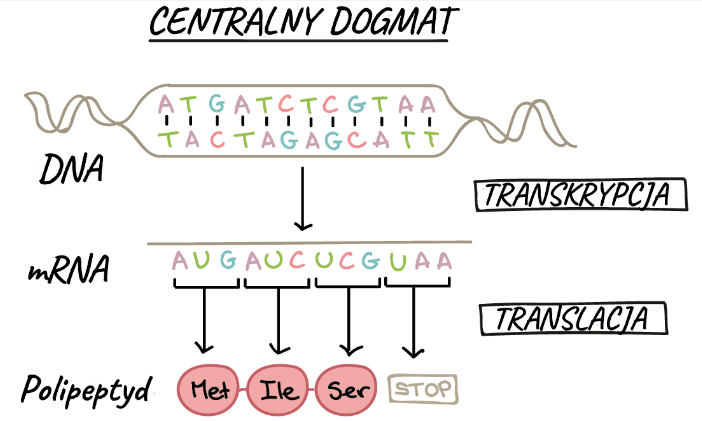 CENTRALNY DOGMAT
A T G A T C T C G T A A
T A C T A G A G C A T T
DNA
TRANSKRYPCJA
mRNA
A U G A U C U C G U A A
TRANSLACJA
Polipeptyd
Met Ile Ser STOP